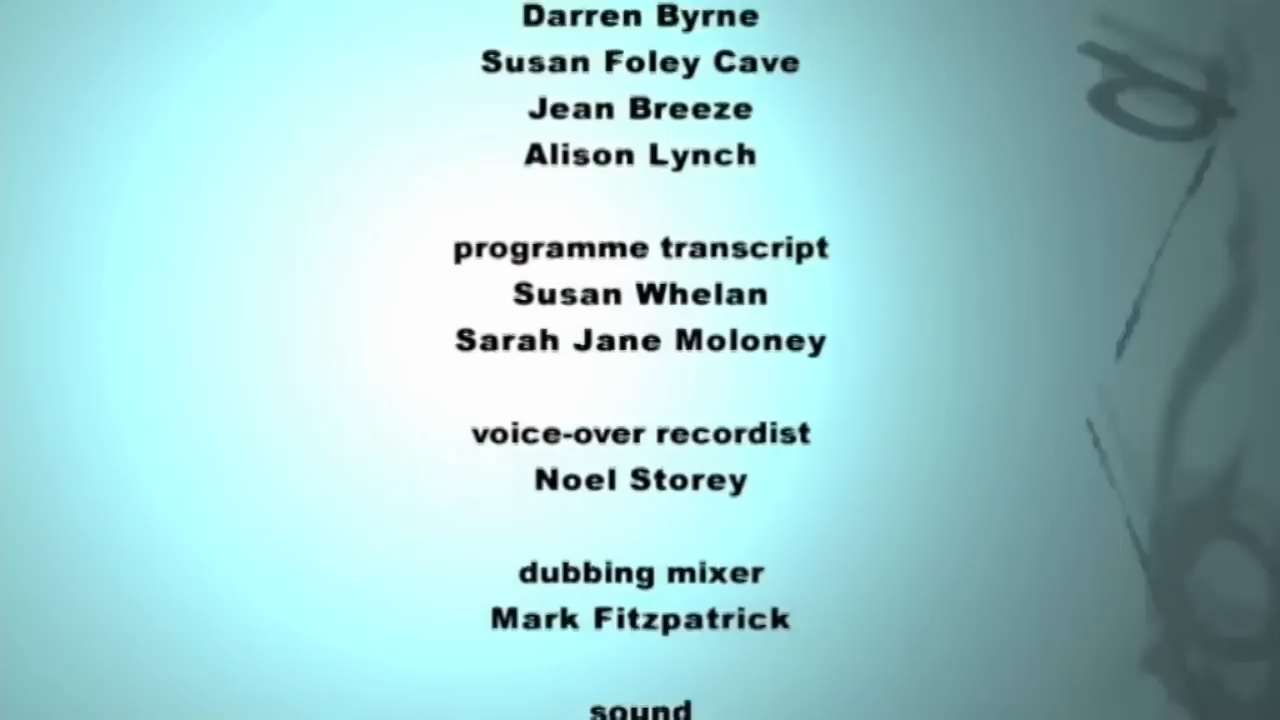 Darren Byrne
Susan Foley Cave
Jean Breeze
Alison Lynch
programme transcript
Susan Whelan
Sarah Jane Moloney
voice-over recordist
Noel Storey
dubbing mixer
Mark Fitzpatrick
sound